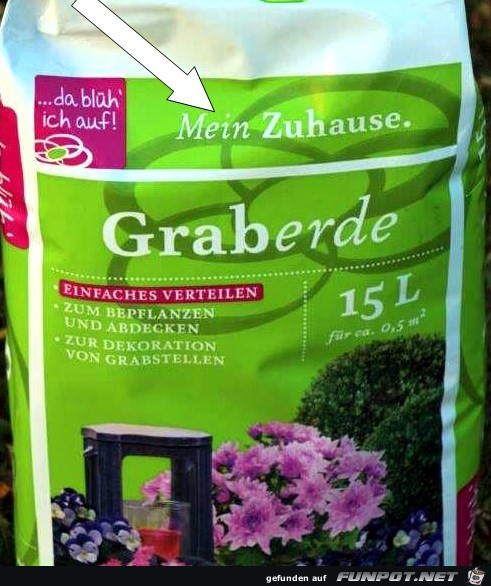 ...da blüh'
ich auf!
Mein Zuhause.
Graberde
• EINFACHES VERTEILEN
• ZUM BEPFLANZEN
UND ABDECKEN
• ZUR DEKORATION
VON GRABSTELLEN
15 L
für ca. 0,5 m²
gefunden auf FUNPOT.NET